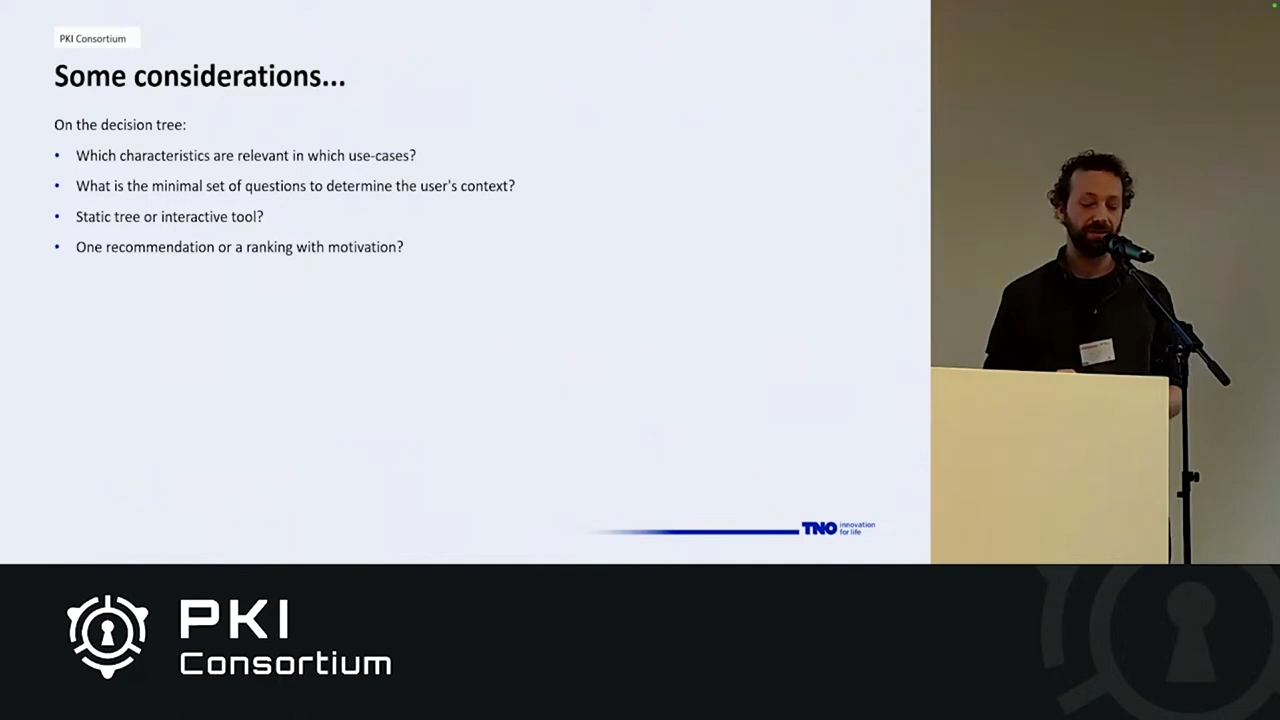 PKI Consortium
Some considerations...
On the decision tree:
• Which characteristics are relevant in which use-cases?
• What is the minimal set of questions to determine the user's context?
• Static tree or interactive tool?
• One recommendation or a ranking with motivation?
TNO innovation
for life
PKI
Consortium